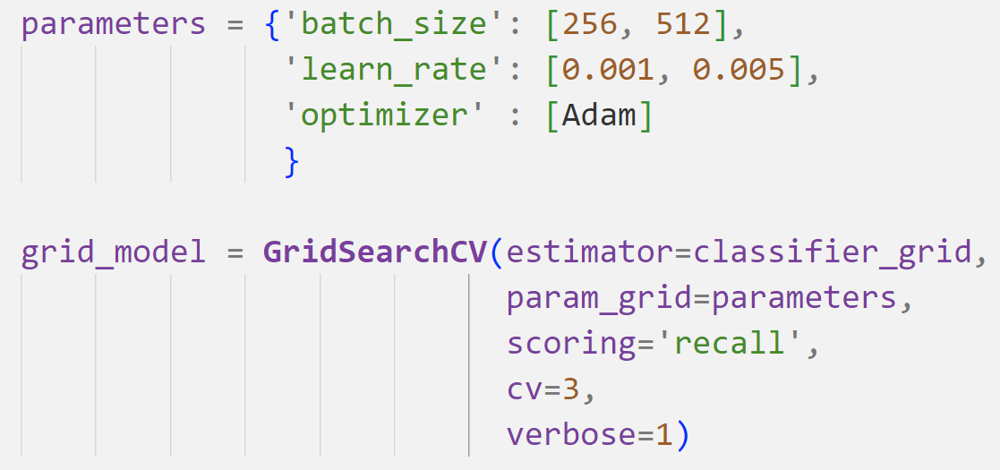 parameters = {'batch_size': [256, 512],
              'learn_rate': [0.001, 0.005],
              'optimizer' : [Adam]
              }
grid_model = GridSearchCV(estimator=classifier_grid,
                          param_grid=parameters,
                          scoring='recall',
                          cv=3,
                          verbose=1)